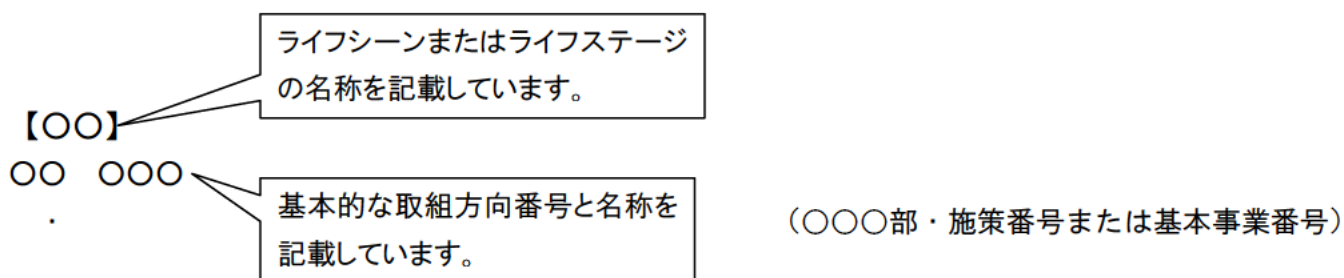 ライフシーンまたはライフステージ
の名称を記載しています。
【〇〇】
〇〇　〇〇〇
基本的な取組方向番号と名称を
記載しています。
・
（〇〇〇部・施策番号または基本事業番号）